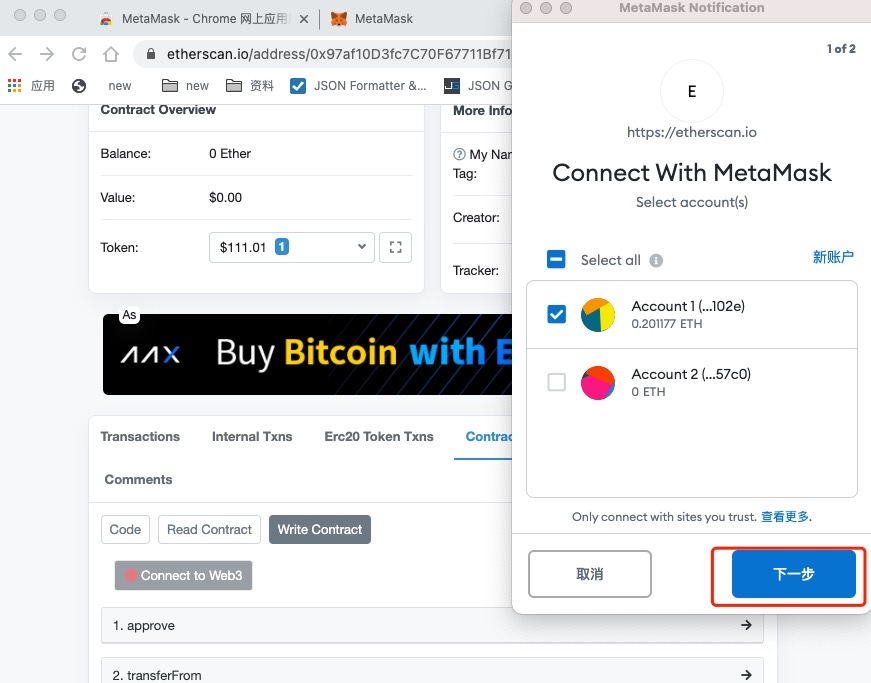 MetaMask - Chrome 网上应用
MetaMask
etherscan.io/address/0x97af10D3fc7C70F67711Bf71
应用
new
new
资料
JSON Formatter &...
JSON G
Contract Overview
Balance:
0 Ether
Value:
$0.00
Token:
$111.01 1
More Info
My Nam
Tag:
Creator:
Tracker:
As
AAX
Buy Bitcoin with E
Transactions
Internal Txns
Erc20 Token Txns
Contrac
Comments
Code
Read Contract
Write Contract
Connect to Web3
1. approve
2. transferFrom
MetaMask Notification
1 of 2
E
https://etherscan.io
Connect With MetaMask
Select account(s)
Select all
新账户
Account 1 (...102e)
0.201177 ETH
Account 2 (...57c0)
0 ETH
Only connect with sites you trust. 查看更多.
取消
下一步